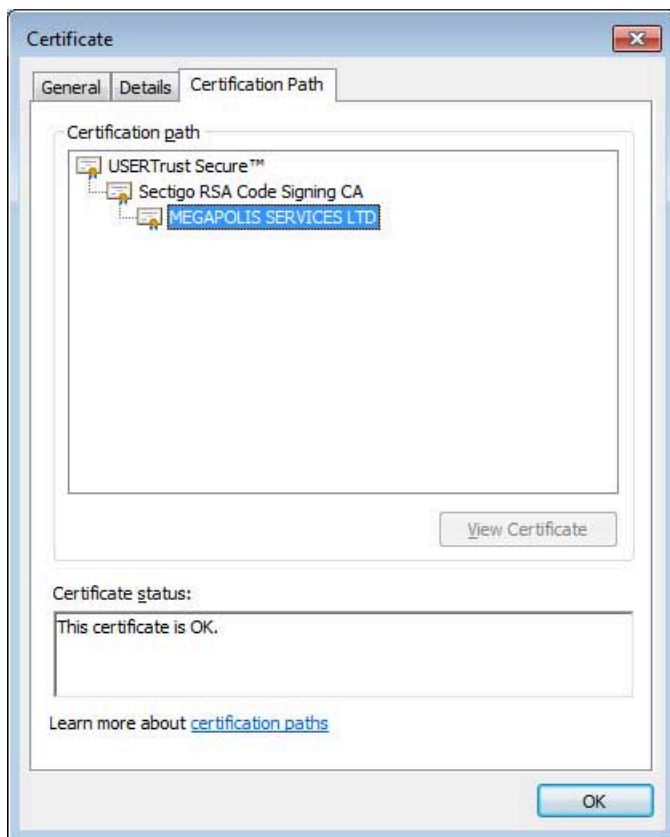 Certificate
General Details Certification Path
Certification path
USERTrust Secure™
Sectigo RSA Code Signing CA
MEGAPOLIS SERVICES LTD
View Certificate
Certificate status:
This certificate is OK.
Learn more about certification paths
OK